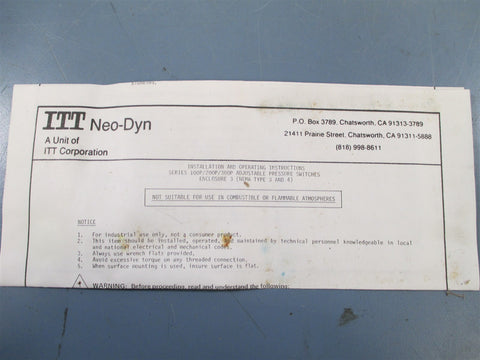 ITT Neo-Dyn
A Unit of
ITT Corporation
P.O. Box 3789, Chatsworth, CA 91313-3789
21411 Prairie Street, Chatsworth, CA 91311-5888
(818) 998-8611
INSTALLATION AND OPERATING INSTRUCTIONS
SERIES 100P/200P/300P ADJUSTABLE PRESSURE SWITCHES
ENCLOSURE 3 (NEMA TYPE 3 AND 4)
NOT SUITABLE FOR USE IN COMBUSTIBLE OR FLAMMABLE ATMOSPHERES
NOTICE
1. For industrial use only, not a consumer product.
2. This item should be installed, operated, maintained by technical personnel knowledgeable in local
and national electrical and mechanical codes.
3. Always use wrench flats provided.
4. Avoid excessive torque on any threaded connection.
5. When surface mounting is used, insure surface is flat.
WARNING: Before proceeding, read and understand the following: